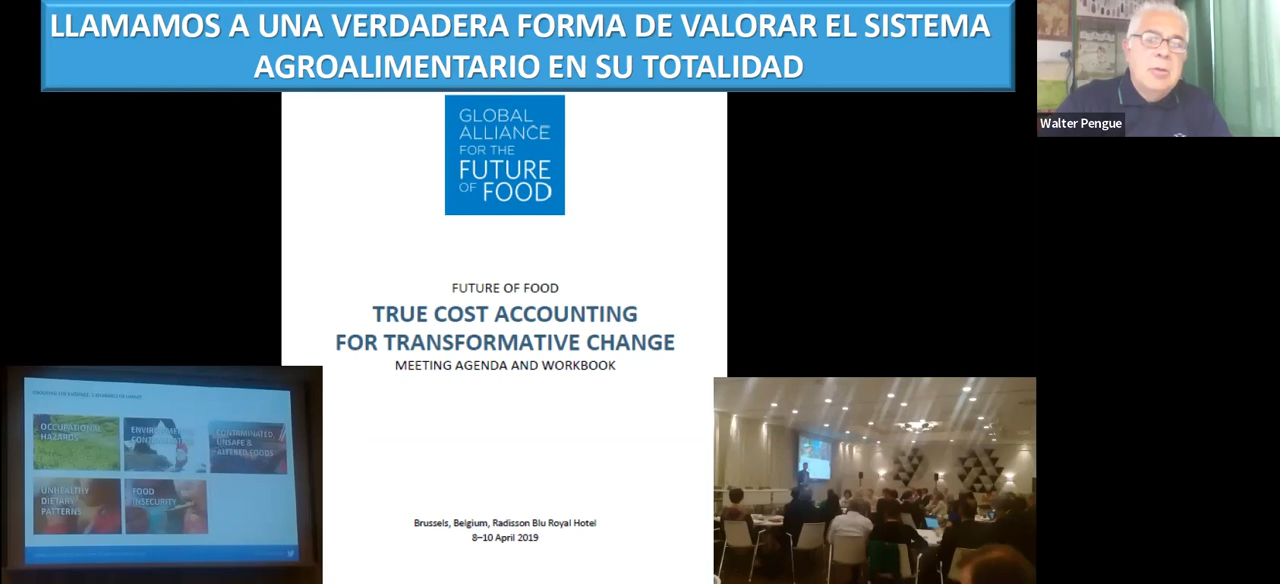 LLAMAMOS A UNA VERDADERA FORMA DE VALORAR EL SISTEMA
AGROALIMENTARIO EN SU TOTALIDAD
Walter Pengue
GLOBAL
ALLIANCE
FOR THE
FUTURE
OF FOOD
FUTURE OF FOOD
TRUE COST ACCOUNTING
FOR TRANSFORMATIVE CHANGE
MEETING AGENDA AND WORKBOOK
Brussels, Belgium, Radisson Blu Royal Hotel
8–10 April 2019
OCCUPATIONAL
HAZARDS
CONTAMINATED,
UNSAFE &
ALTERED FOODS
UNHEALTHY
DIETARY
PATTERNS
FOOD
INSECURITY